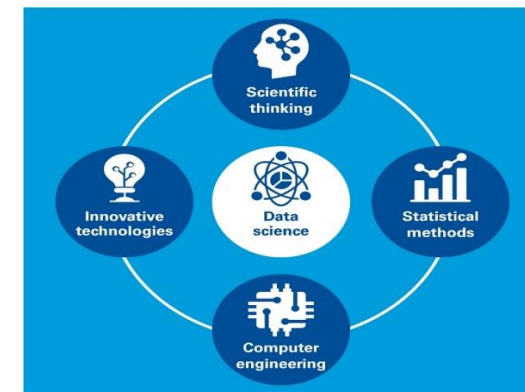 Scientific
thinking
Innovative
technologies
Data
science
Statistical
methods
Computer
engineering